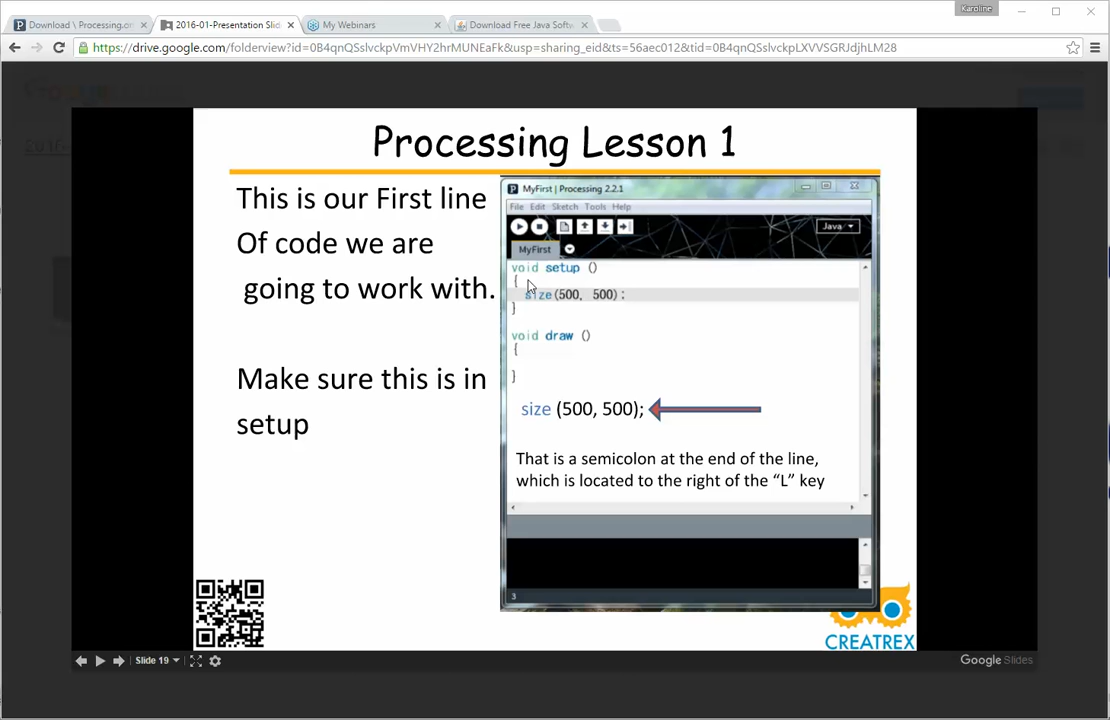 Karoline
Download \ Processing.or
2016-01-Presentation Slid
My Webinars
Download Free Java Softw
https://drive.google.com/folderview?id=0B4qnQSslvckpVmVHY2hrMUNEaFk&usp=sharing_eid&ts=56aec012&tid=0B4qnQSslvckpLXVVSGRJdjhLM28
Processing Lesson 1
This is our First line
Of code we are
going to work with.
Make sure this is in
setup
MyFirst | Processing 2.2.1
File Edit Sketch Tools Help
Java
MyFirst
void setup ()
{
size(500, 500);
}
void draw ()
{
}
size (500, 500);
That is a semicolon at the end of the line,
which is located to the right of the “L” key
3
CREATREX
Slide 19
Google Slides